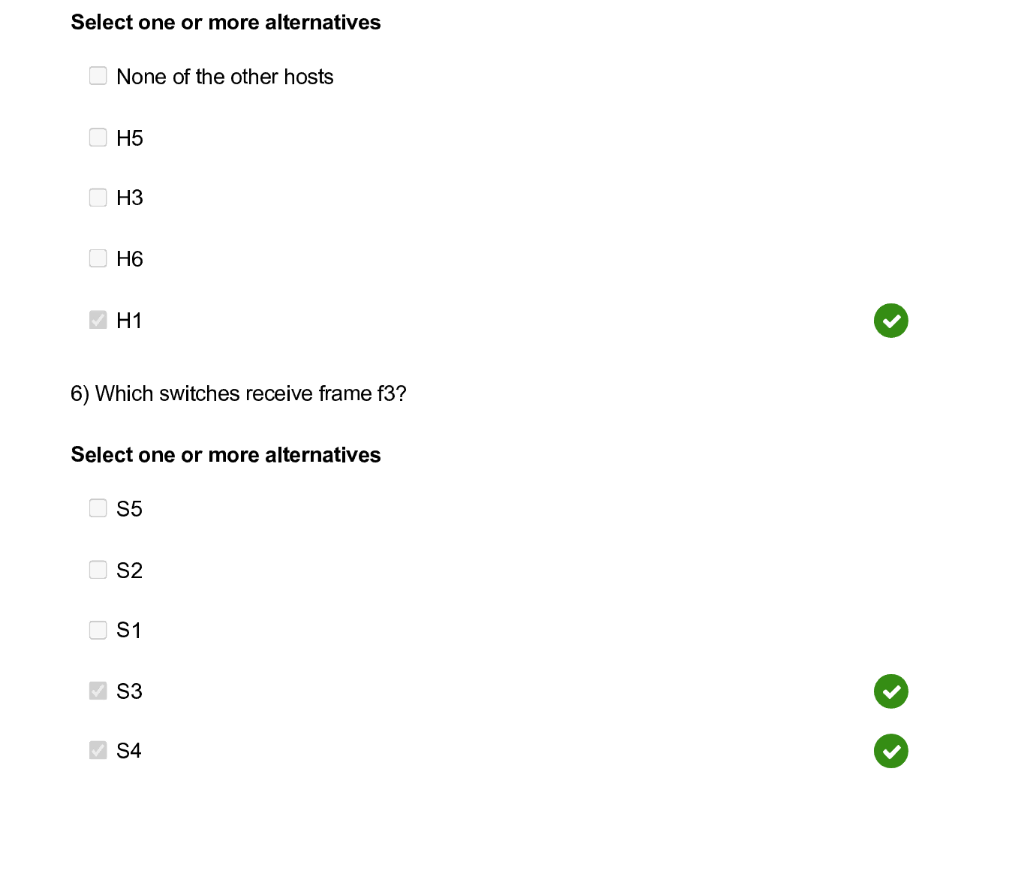 Select one or more alternatives
None of the other hosts
H5
H3
H6
H1
6) Which switches receive frame f3?
Select one or more alternatives
S5
S2
S1
S3
S4